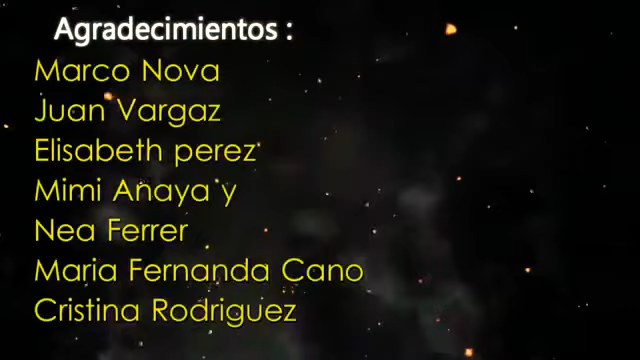 Agradecimientos :
Marco Nova
Juan Vargaz
Elisabeth perez
Mimi Anaya y
Nea Ferrer
Maria Fernanda Cano
Cristina Rodriguez